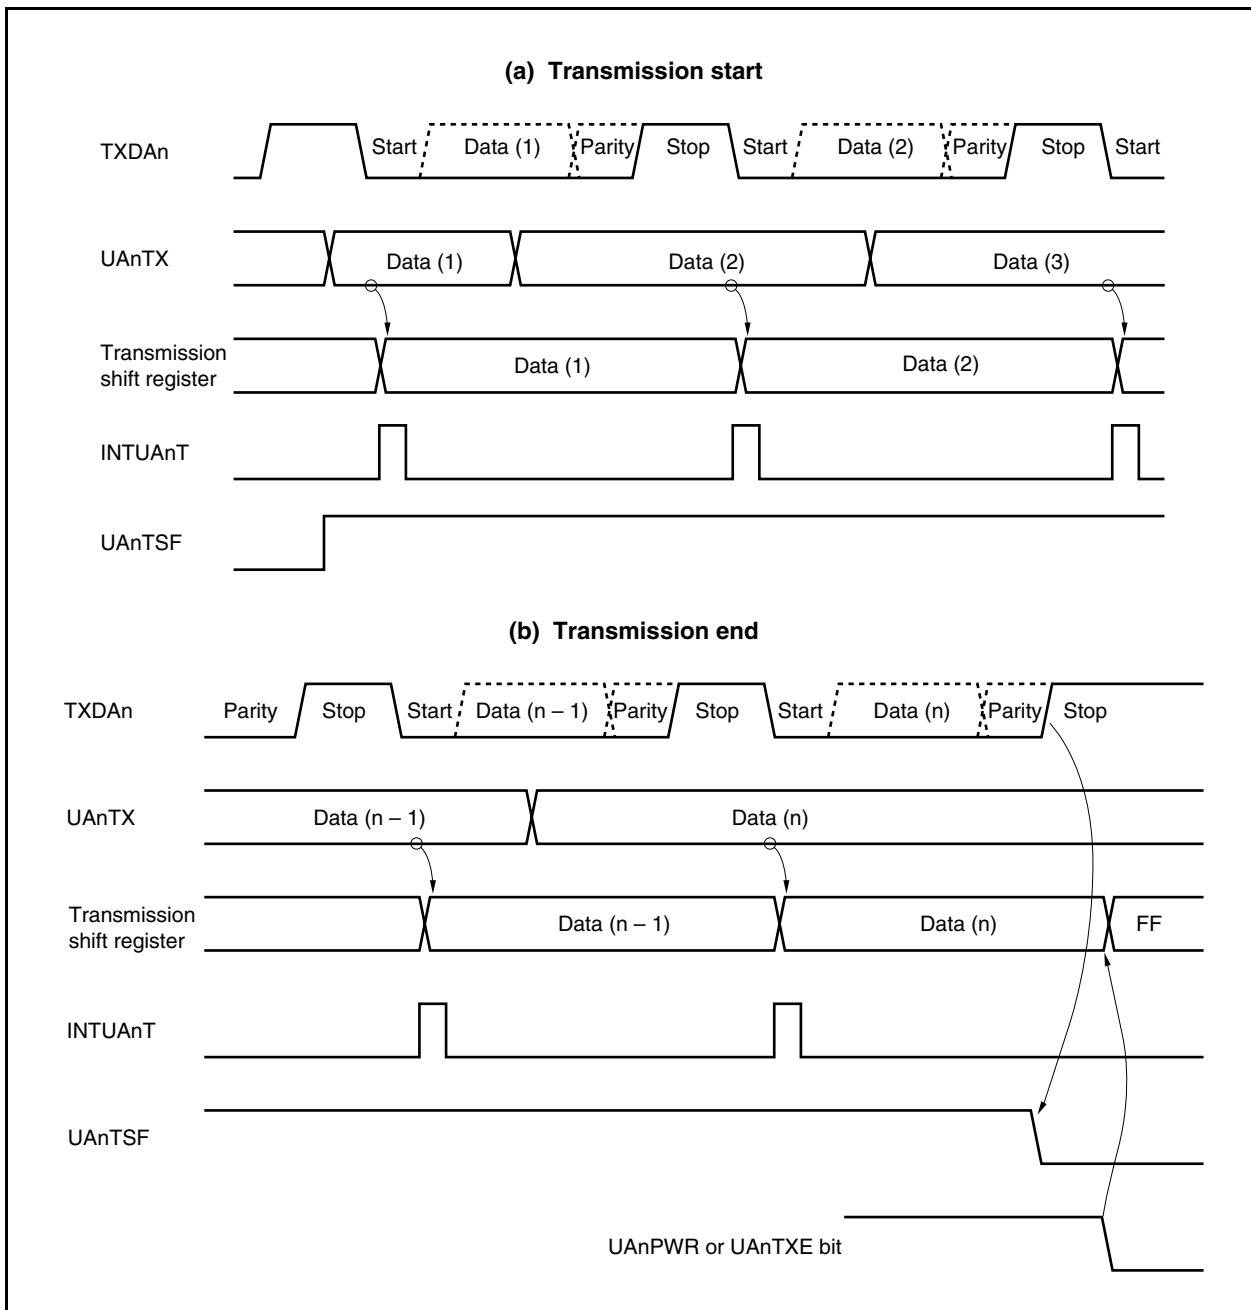 (a) Transmission start
TXDAn Start Data (1) Parity Stop Start Data (2) Parity Stop Start
UAnTX Data (1) Data (2) Data (3)
Transmission
shift register Data (1) Data (2)
INTUAnT
UAnTSF
(b) Transmission end
TXDAn Parity Stop Start Data (n – 1) Parity Stop Start Data (n) Parity Stop
UAnTX Data (n – 1) Data (n)
Transmission
shift register Data (n – 1) Data (n) FF
INTUAnT
UAnTSF
UAnPWR or UAnTXE bit